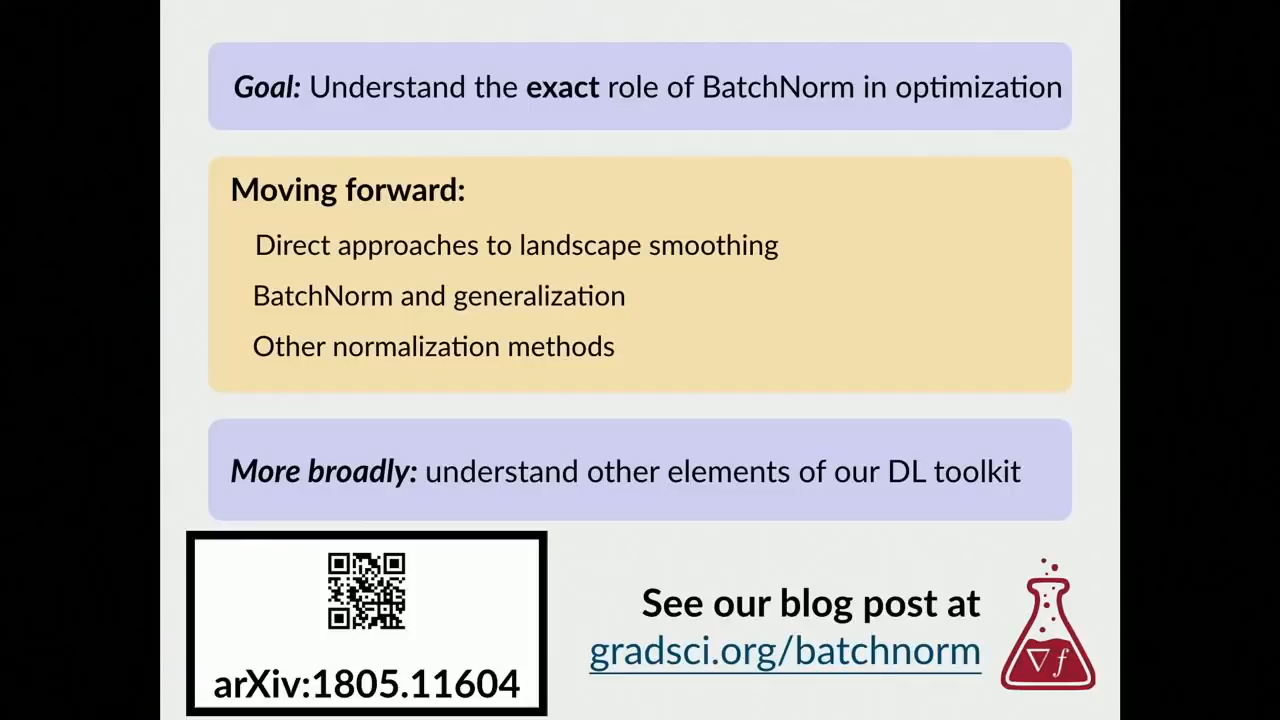 Goal: Understand the exact role of BatchNorm in optimization
Moving forward:
Direct approaches to landscape smoothing
BatchNorm and generalization
Other normalization methods
More broadly: understand other elements of our DL toolkit
arXiv:1805.11604
See our blog post at
gradsci.org/batchnorm
∇f